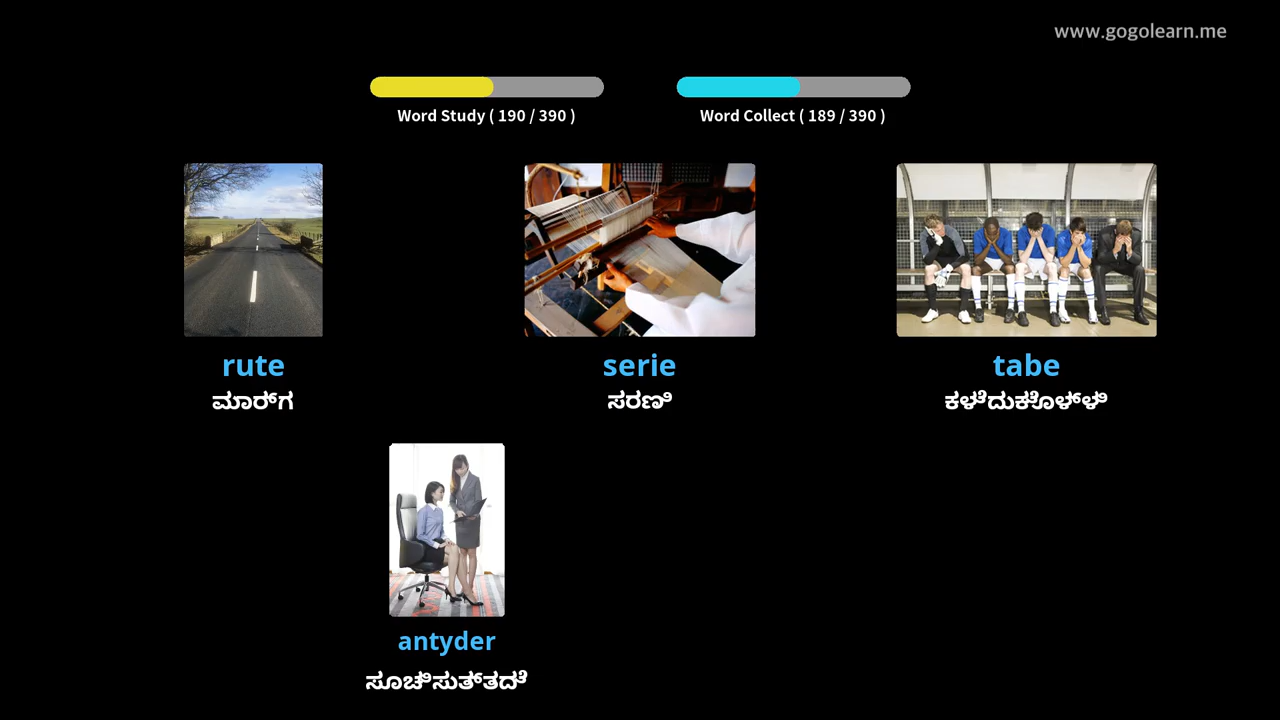 www.gogolearn.me
Word Study ( 190 / 390 )
Word Collect ( 189 / 390 )
rute
ಮಾರ್ಗ
serie
ಸರಣಿ
tabe
ಕಳೆದುಕೊಳ್ಳಿ
antyder
ಸೂಚಿಸುತ್ತದೆ